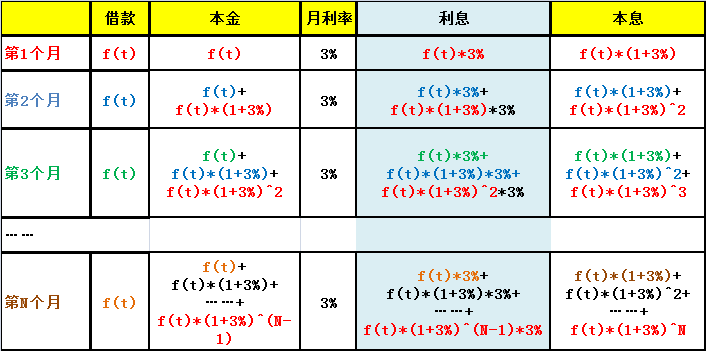 借款 本金 月利率 利息 本息
第1个月 f(t) f(t) 3% f(t)*3% f(t)*(1+3%)
第2个月 f(t) f(t)+ 3% f(t)*3%+ f(t)*(1+3%)+
f(t)*(1+3%) f(t)*(1+3%)*3% f(t)*(1+3%)^2
第3个月 f(t) f(t)+ 3% f(t)*3%+ f(t)*(1+3%)+
f(t)*(1+3%)+ f(t)*(1+3%)*3%+ f(t)*(1+3%)^2+
f(t)*(1+3%)^2 f(t)*(1+3%)^2*3% f(t)*(1+3%)^3
……
第N个月 f(t) f(t)+ 3% f(t)*3%+ f(t)*(1+3%)+
f(t)*(1+3%)+ f(t)*(1+3%)*3%+ f(t)*(1+3%)^2+
……+ ……+ ……+
f(t)*(1+3%)^(N-
1) f(t)*(1+3%)^(N-1)*3% f(t)*(1+3%)^N